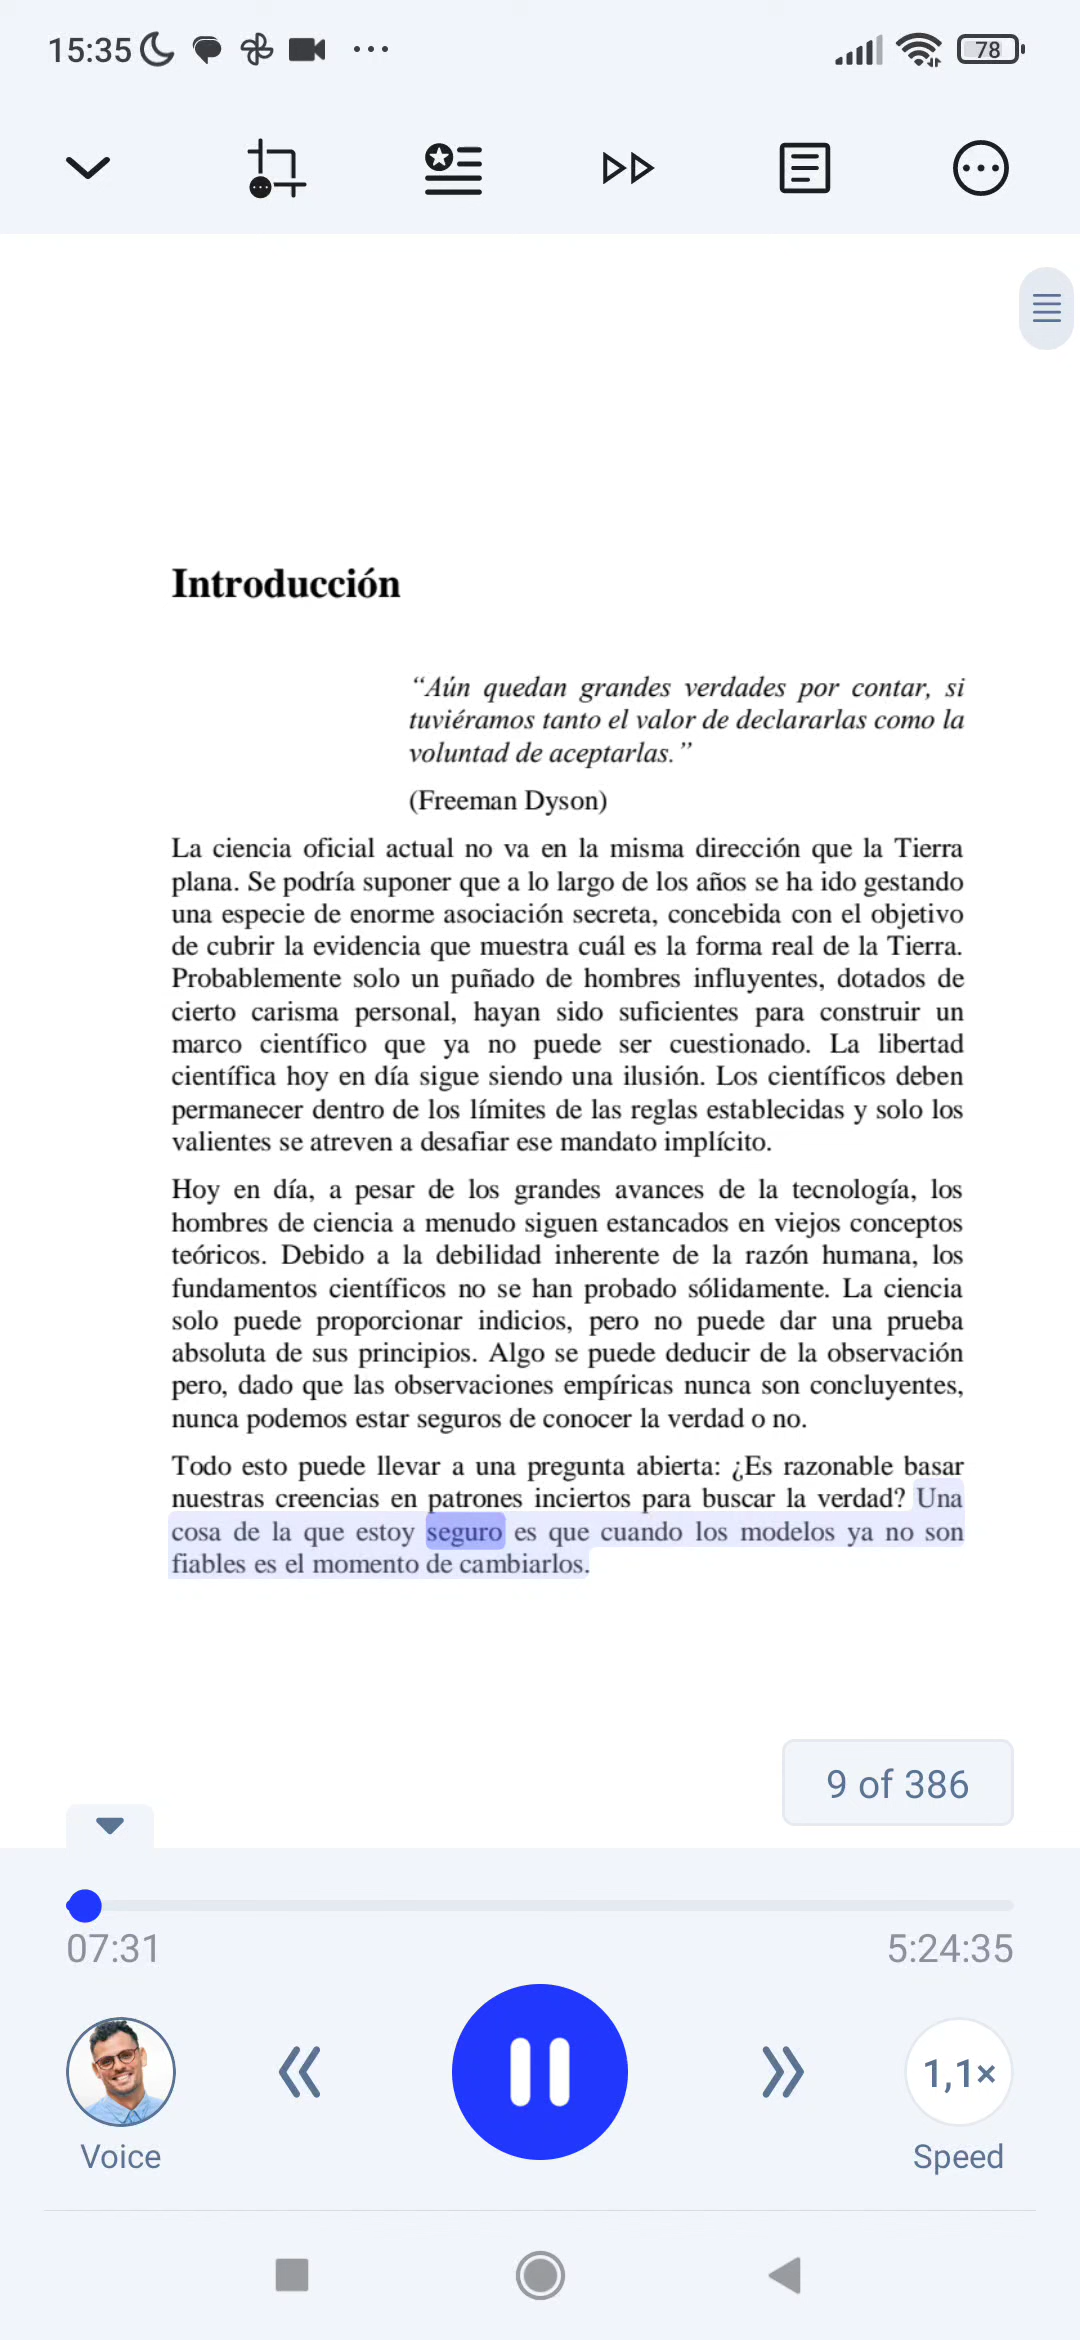 15:35
78
Introducción
“Aún quedan grandes verdades por contar, si
tuviéramos tanto el valor de declararlas como la
voluntad de aceptarlas.”
(Freeman Dyson)
La ciencia oficial actual no va en la misma dirección que la Tierra
plana. Se podría suponer que a lo largo de los años se ha ido gestando
una especie de enorme asociación secreta, concebida con el objetivo
de cubrir la evidencia que muestra cuál es la forma real de la Tierra.
Probablemente solo un puñado de hombres influyentes, dotados de
cierto carisma personal, hayan sido suficientes para construir un
marco científico que ya no puede ser cuestionado. La libertad
científica hoy en día sigue siendo una ilusión. Los científicos deben
permanecer dentro de los límites de las reglas establecidas y solo los
valientes se atreven a desafiar ese mandato implícito.
Hoy en día, a pesar de los grandes avances de la tecnología, los
hombres de ciencia a menudo siguen estancados en viejos conceptos
teóricos. Debido a la debilidad inherente de la razón humana, los
fundamentos científicos no se han probado sólidamente. La ciencia
solo puede proporcionar indicios, pero no puede dar una prueba
absoluta de sus principios. Algo se puede deducir de la observación
pero, dado que las observaciones empíricas nunca son concluyentes,
nunca podemos estar seguros de conocer la verdad o no.
Todo esto puede llevar a una pregunta abierta: ¿Es razonable basar
nuestras creencias en patrones inciertos para buscar la verdad? Una
cosa de la que estoy seguro es que cuando los modelos ya no son
fiables es el momento de cambiarlos.
9 of 386
07:31
5:24:35
1,1×
Voice
Speed